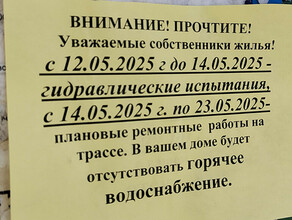 ВНИМАНИЕ! ПРОЧТИТЕ!
Уважаемые собственники жилья!
с 12.05.2025 г до 14.05.2025 -
гидравлические испытания,
с 14.05.2025 г. по 23.05.2025-
плановые ремонтные работы на
трассе. В вашем доме будет
отсутствовать горячее
водоснабжение.